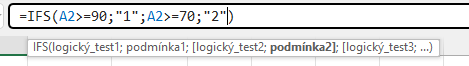 =IFS(A2>=90;"1";A2>=70;"2")
IFS(logický_test1; podmínka1; [logický_test2; podmínka2]; [logický_test3; ...)